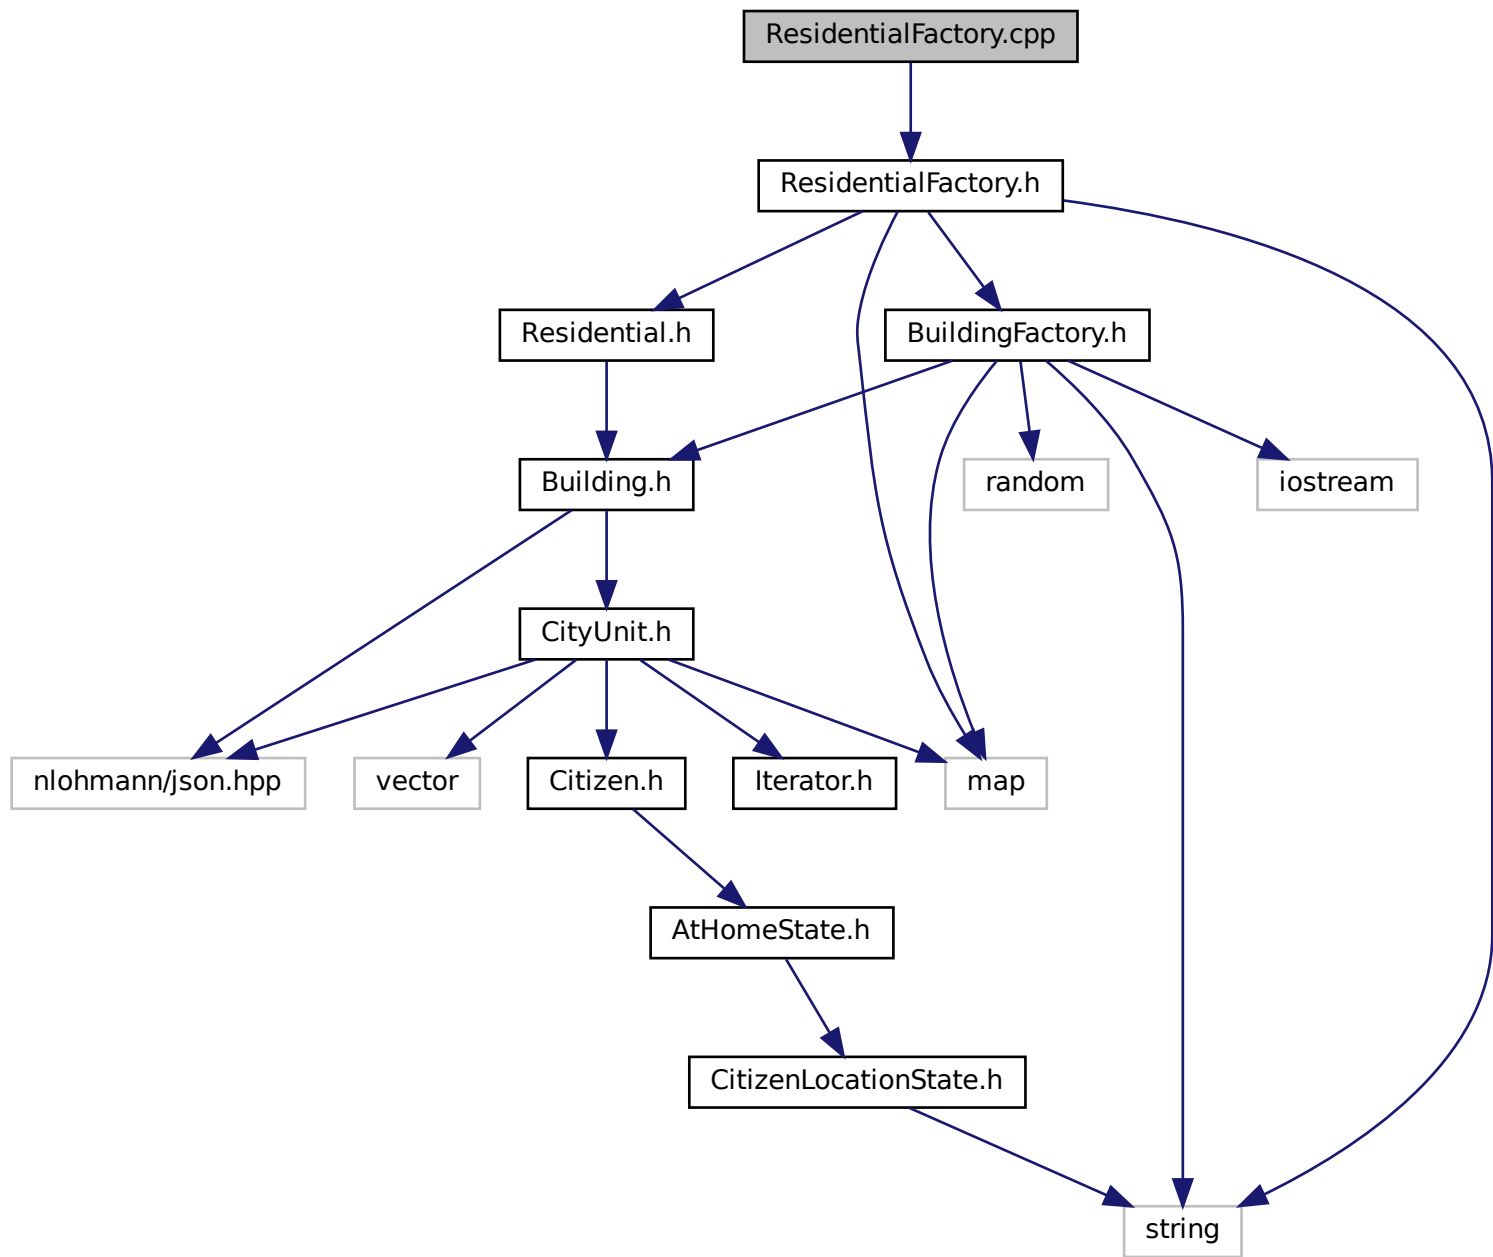 ResidentialFactory.cpp
ResidentialFactory.h
Residential.h
BuildingFactory.h
Building.h
random
iostream
CityUnit.h
nlohmann/json.hpp
vector
Citizen.h
Iterator.h
map
AtHomeState.h
CitizenLocationState.h
string